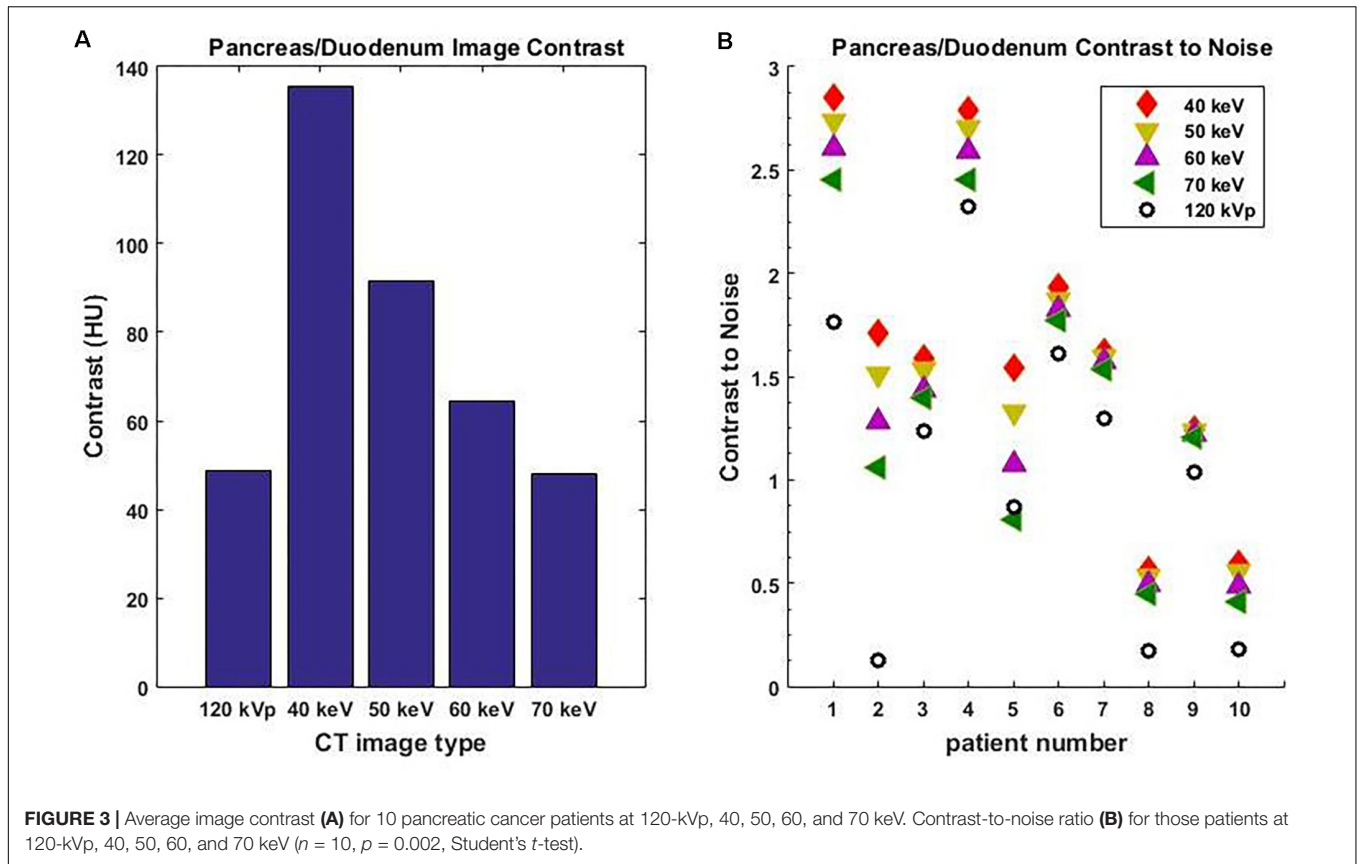 A
Pancreas/Duodenum Image Contrast
140
120
100
80
60
40
20
0
Contrast (HU)
120 kVp 40 keV 50 keV 60 keV 70 keV
CT image type
B
Pancreas/Duodenum Contrast to Noise
3
2.5
2
1.5
1
0.5
0
Contrast to Noise
40 keV
50 keV
60 keV
70 keV
120 kVp
1 2 3 4 5 6 7 8 9 10
patient number
FIGURE 3 | Average image contrast (A) for 10 pancreatic cancer patients at 120-kVp, 40, 50, 60, and 70 keV. Contrast-to-noise ratio (B) for those patients at
120-kVp, 40, 50, 60, and 70 keV (n = 10, p = 0.002, Student's t-test).